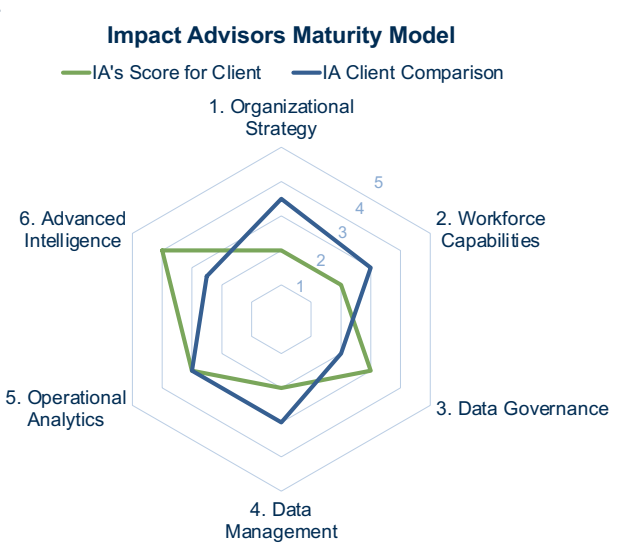 Impact Advisors Maturity Model
IA's Score for Client
IA Client Comparison
1. Organizational
Strategy
5
4
3
2
1
2. Workforce
Capabilities
3. Data Governance
4. Data
Management
5. Operational
Analytics
6. Advanced
Intelligence